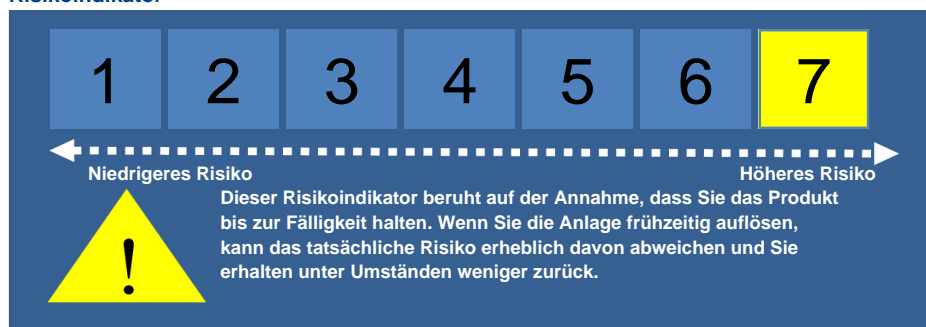 Risikoindikator
1 2 3 4 5 6 7
Niedrigeres Risiko Höheres Risiko
Dieser Risikoindikator beruht auf der Annahme, dass Sie das Produkt
bis zur Fälligkeit halten. Wenn Sie die Anlage frühzeitig auflösen,
kann das tatsächliche Risiko erheblich davon abweichen und Sie
erhalten unter Umständen weniger zurück.
!